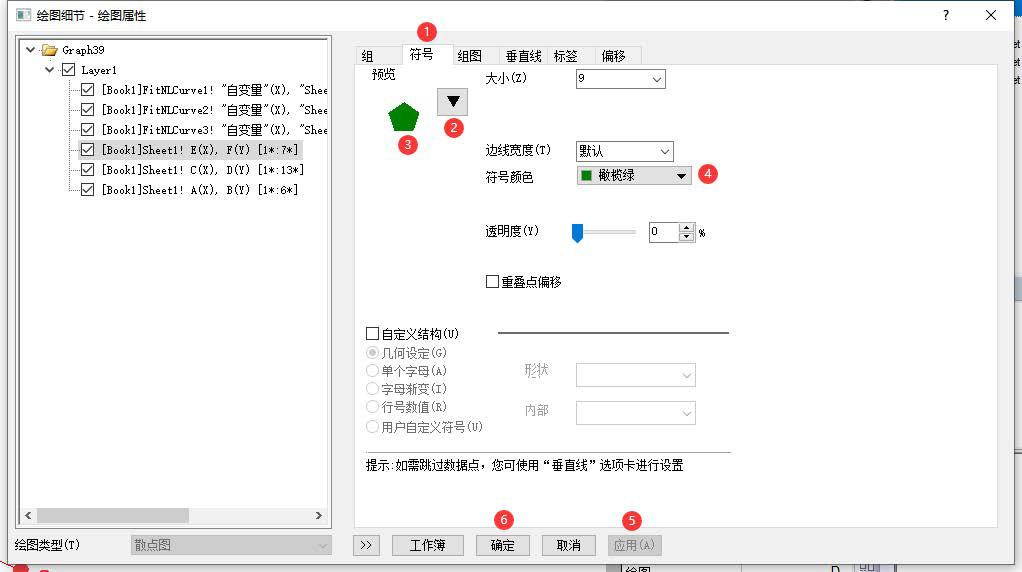 绘图细节 - 绘图属性
?
Graph39
Layer1
[Book1]FitNLCurve1! "自变量"(X), "Shee
[Book1]FitNLCurve2! "自变量"(X), "Shee
[Book1]FitNLCurve3! "自变量"(X), "Shee
[Book1]Sheet1! E(X), F(Y) [1*:7*]
[Book1]Sheet1! C(X), D(Y) [1*:13*]
[Book1]Sheet1! A(X), B(Y) [1*:6*]
绘图类型(T)
散点图
1
组 符号 组图 垂直线 标签 偏移
预览
大小(Z) 9
2
3
边线宽度(T) 默认
符号颜色 橄榄绿 4
透明度(Y) 0 %
重叠点偏移
自定义结构(U)
几何设定(G)
单个字母(A)
字母渐变(I)
行号数值(R)
用户自定义符号(U)
形状
内部
提示:如需跳过数据点，您可使用“垂直线”选项卡进行设置
6 5
>> 工作簿 确定 取消 应用(A)
et
et
et
绘图